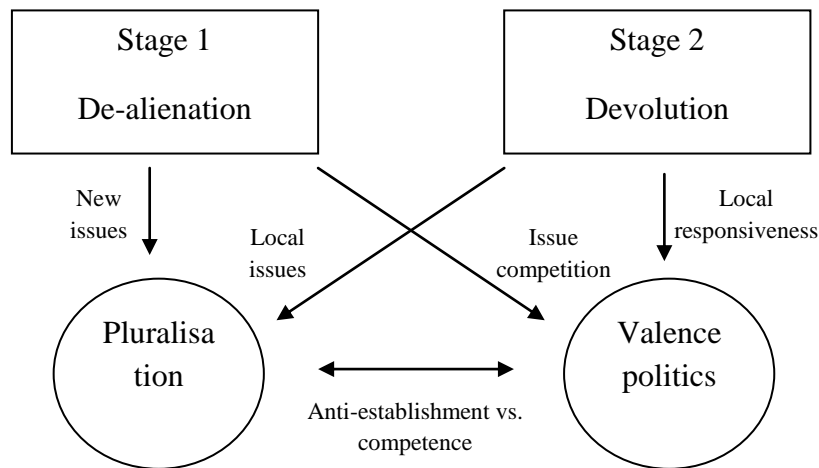 Stage 1
De-alienation
Stage 2
Devolution
New
issues
Local
issues
Issue
competition
Local
responsiveness
Pluralisa
tion
Valence
politics
Anti-establishment vs.
competence